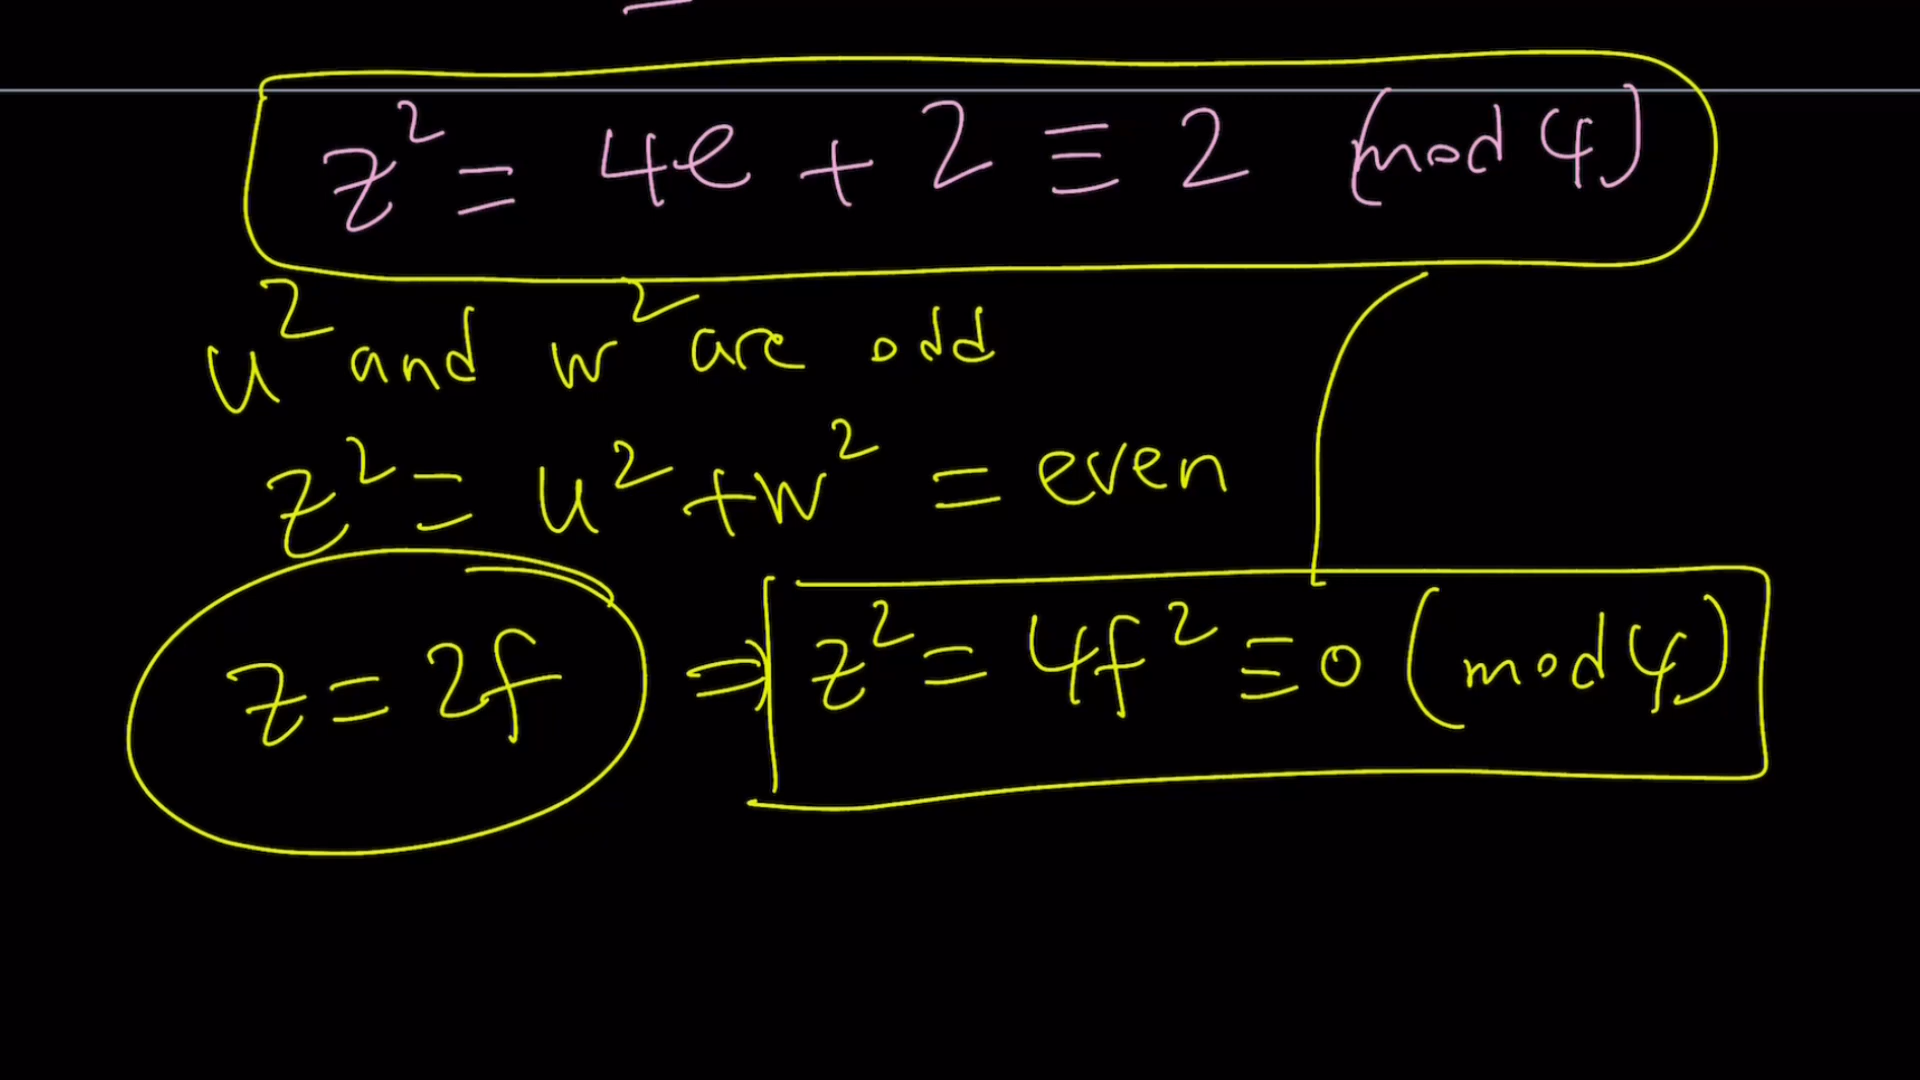 z² = 4e + 2 ≡ 2 (mod 4)
u² and w² are odd
z² = u² + w² = even
z = 2f ⇒ z² = 4f² ≡ 0 (mod 4)